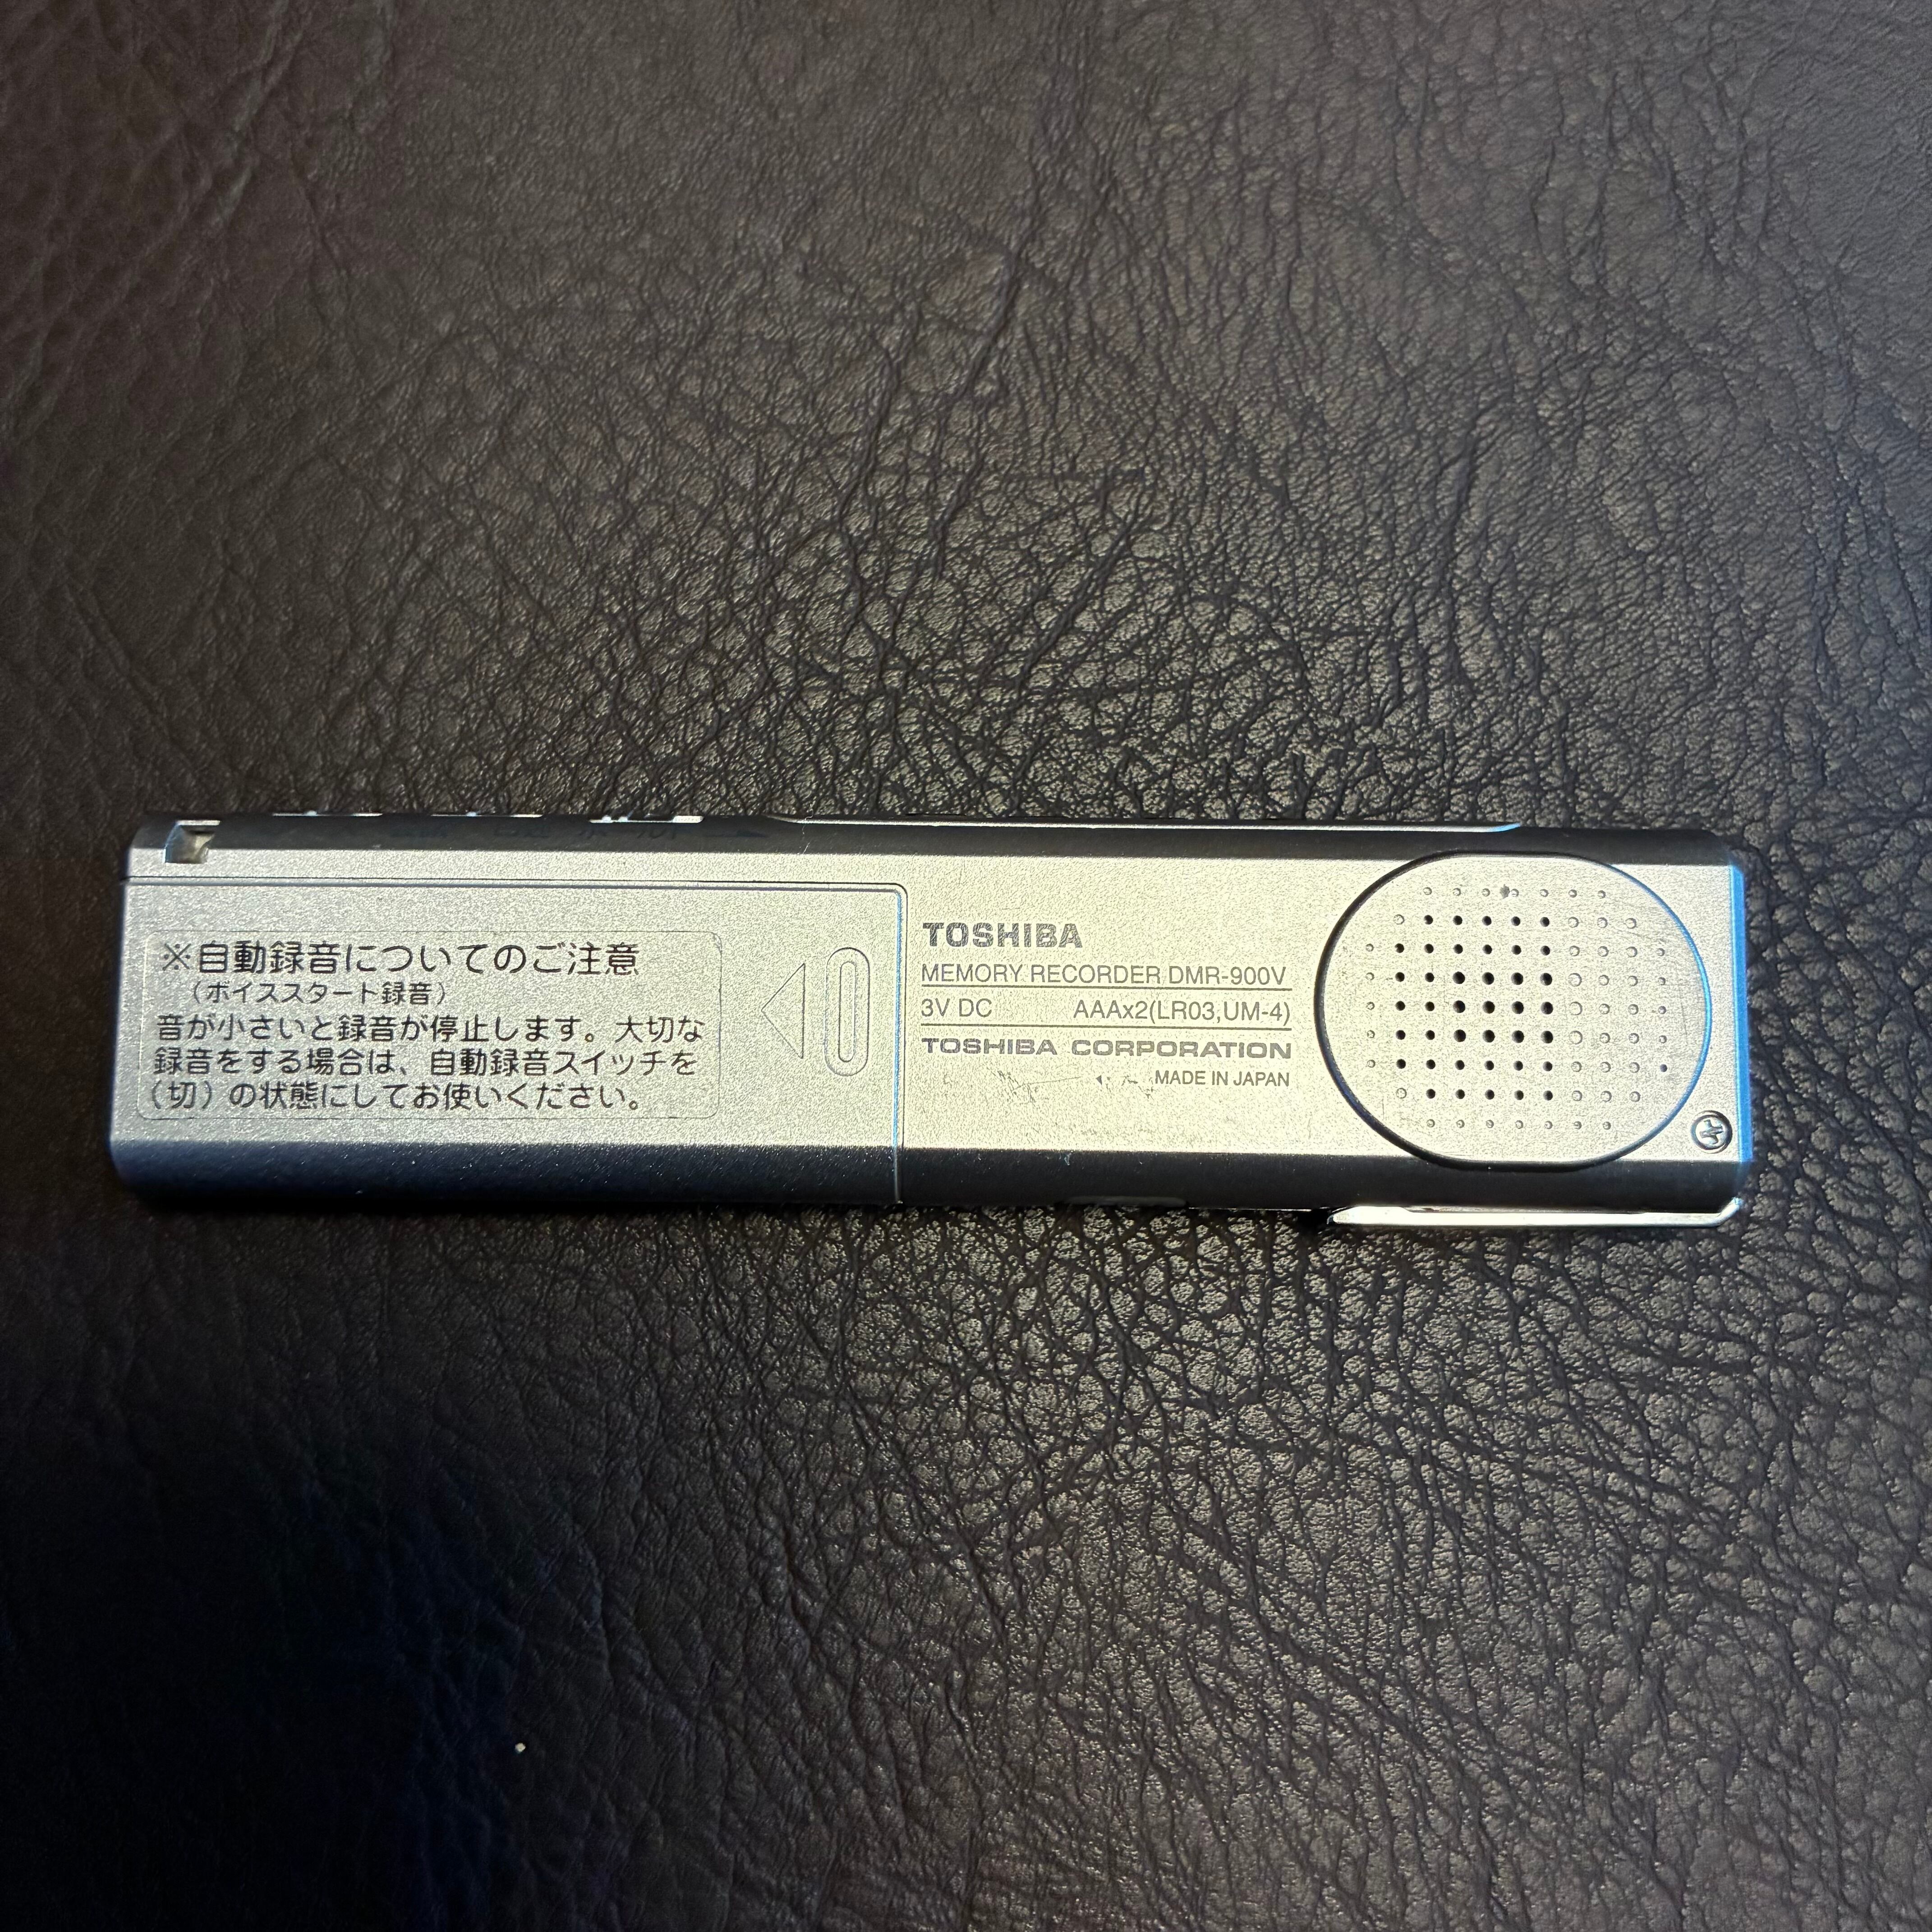 ※自動録音についてのご注意
（ボイススタート録音）
音が小さいと録音が停止します。大切な
録音をする場合は、自動録音スイッチを
（切）の状態にしてお使いください。
TOSHIBA
MEMORY RECORDER DMR-900V
3V DC AAAx2(LR03,UM-4)
TOSHIBA CORPORATION
MADE IN JAPAN